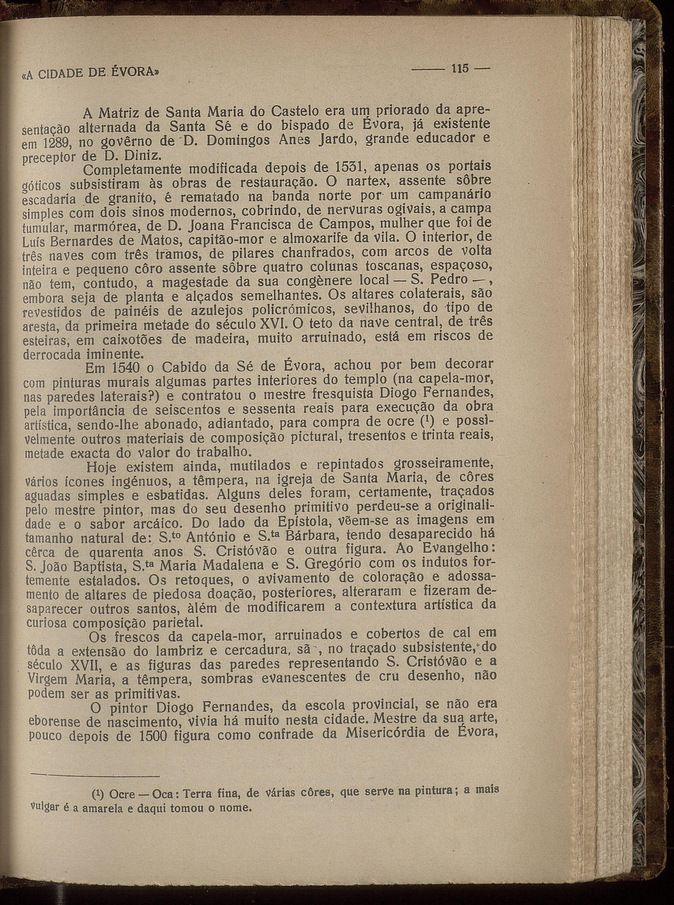 «A CIDADE DE ÉVORA»
—— 115 —
A Matriz de Santa Maria do Castelo era um priorado da apre-
sentação alternada da Santa Sé e do bispado de Évora, já existente
em 1289, no govêrno de D. Domingos Anes Jardo, grande educador e
preceptor de D. Diniz.
Completamente modificada depois de 1531, apenas os portais
góticos subsistiram às obras de restauração. O nartex, assente sôbre
escadaria de granito, é rematado na banda norte por um campanário
simples com dois sinos modernos, cobrindo, de nervuras ogivais, a campa
tumular, marmórea, de D. Joana Francisca de Campos, mulher que foi de
Luís Bernardes de Matos, capitão-mor e almoxarife da vila. O interior, de
três naves com três tramos, de pilares chanfrados, com arcos de volta
inteira e pequeno côro assente sôbre quatro colunas toscanas, espaçoso,
não tem, contudo, a magestade da sua congènere local — S. Pedro — ,
embora seja de planta e alçados semelhantes. Os altares colaterais, são
revestidos de painéis de azulejos policrómicos, sevilhanos, do tipo de
aresta, da primeira metade do século XVI. O teto da nave central, de três
esteiras, em caixotões de madeira, muito arruinado, está em riscos de
derrocada iminente.
Em 1540 o Cabido da Sé de Évora, achou por bem decorar
com pinturas murais algumas partes interiores do templo (na capela-mor,
nas paredes laterais?) e contratou o mestre fresquista Diogo Fernandes,
pela importância de seiscentos e sessenta reais para execução da obra
artística, sendo-lhe abonado, adiantado, para compra de ocre (¹) e possì-
velmente outros materiais de composição pictural, tresentos e trinta reais,
metade exacta do valor do trabalho.
Hoje existem ainda, mutilados e repintados grosseiramente,
vários ícones ingénuos, a têmpera, na igreja de Santa Maria, de côres
aguadas simples e esbatidas. Alguns deles foram, certamente, traçados
pelo mestre pintor, mas do seu desenho primitivo perdeu-se a originali-
dade e o sabor arcáico. Do lado da Epístola, vêem-se as imagens em
tamanho natural de: S.to António e S.ta Bárbara, tendo desaparecido há
cêrca de quarenta anos S. Cristóvão e outra figura. Ao Evangelho:
S. João Baptista, S.ta Maria Madalena e S. Gregório com os indutos for-
temente estalados. Os retoques, o avivamento de coloração e adossa-
mento de altares de piedosa doação, posteriores, alteraram e fizeram de-
saparecer outros santos, àlém de modificarem a contextura artística da
curiosa composição parietal.
Os frescos da capela-mor, arruinados e cobertos de cal em
tôda a extensão do lambriz e cercadura, sã , no traçado subsistente, do
século XVII, e as figuras das paredes representando S. Cristóvão e a
Virgem Maria, a têmpera, sombras evanescentes de cru desenho, não
podem ser as primitivas.
O pintor Diogo Fernandes, da escola provincial, se não era
eborense de nascimento, vivia há muito nesta cidade. Mestre da sua arte,
pouco depois de 1500 figura como confrade da Misericórdia de Évora,
(¹) Ocre — Oca: Terra fina, de várias côres, que serve na pintura; a mais
vulgar é a amarela e daqui tomou o nome.